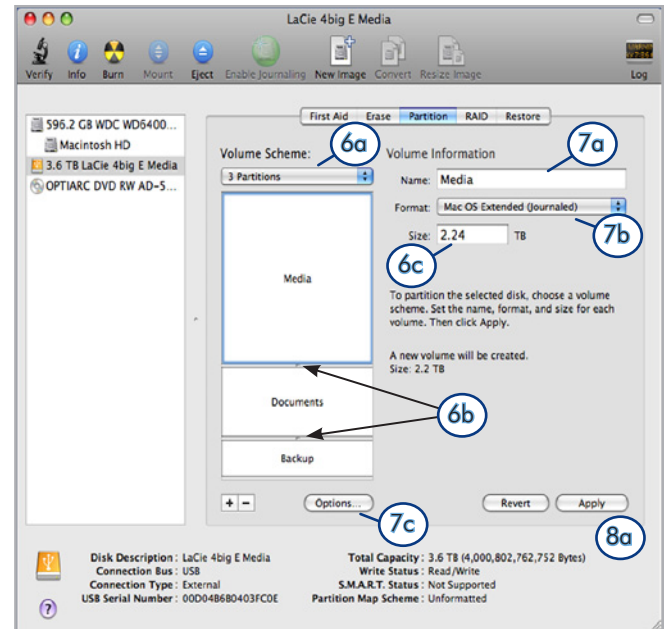 LaCie 4big E Media
Verify Info Burn Mount Eject Enable Journaling New Image Convert Resize Image Log
596.2 GB WDC WD6400...
Macintosh HD
3.6 TB LaCie 4big E Media
OPTIARC DVD RW AD-5...
First Aid Erase Partition RAID Restore
6a
7a
Volume Scheme:
3 Partitions
Media
Documents
Backup
6b
+ −
Options...
7c
Volume Information
Name: Media
Format: Mac OS Extended (Journaled)
7b
Size: 2.24 TB
6c
To partition the selected disk, choose a volume
scheme. Set the name, format, and size for each
volume. Then click Apply.
A new volume will be created.
Size: 2.2 TB
Revert Apply
8a
Disk Description : LaCie 4big E Media
Connection Bus : USB
Connection Type : External
USB Serial Number : 00D04B6B0403FC0E
Total Capacity : 3.6 TB (4,000,802,762,752 Bytes)
Write Status : Read/Write
S.M.A.R.T. Status : Not Supported
Partition Map Scheme : Unformatted
?